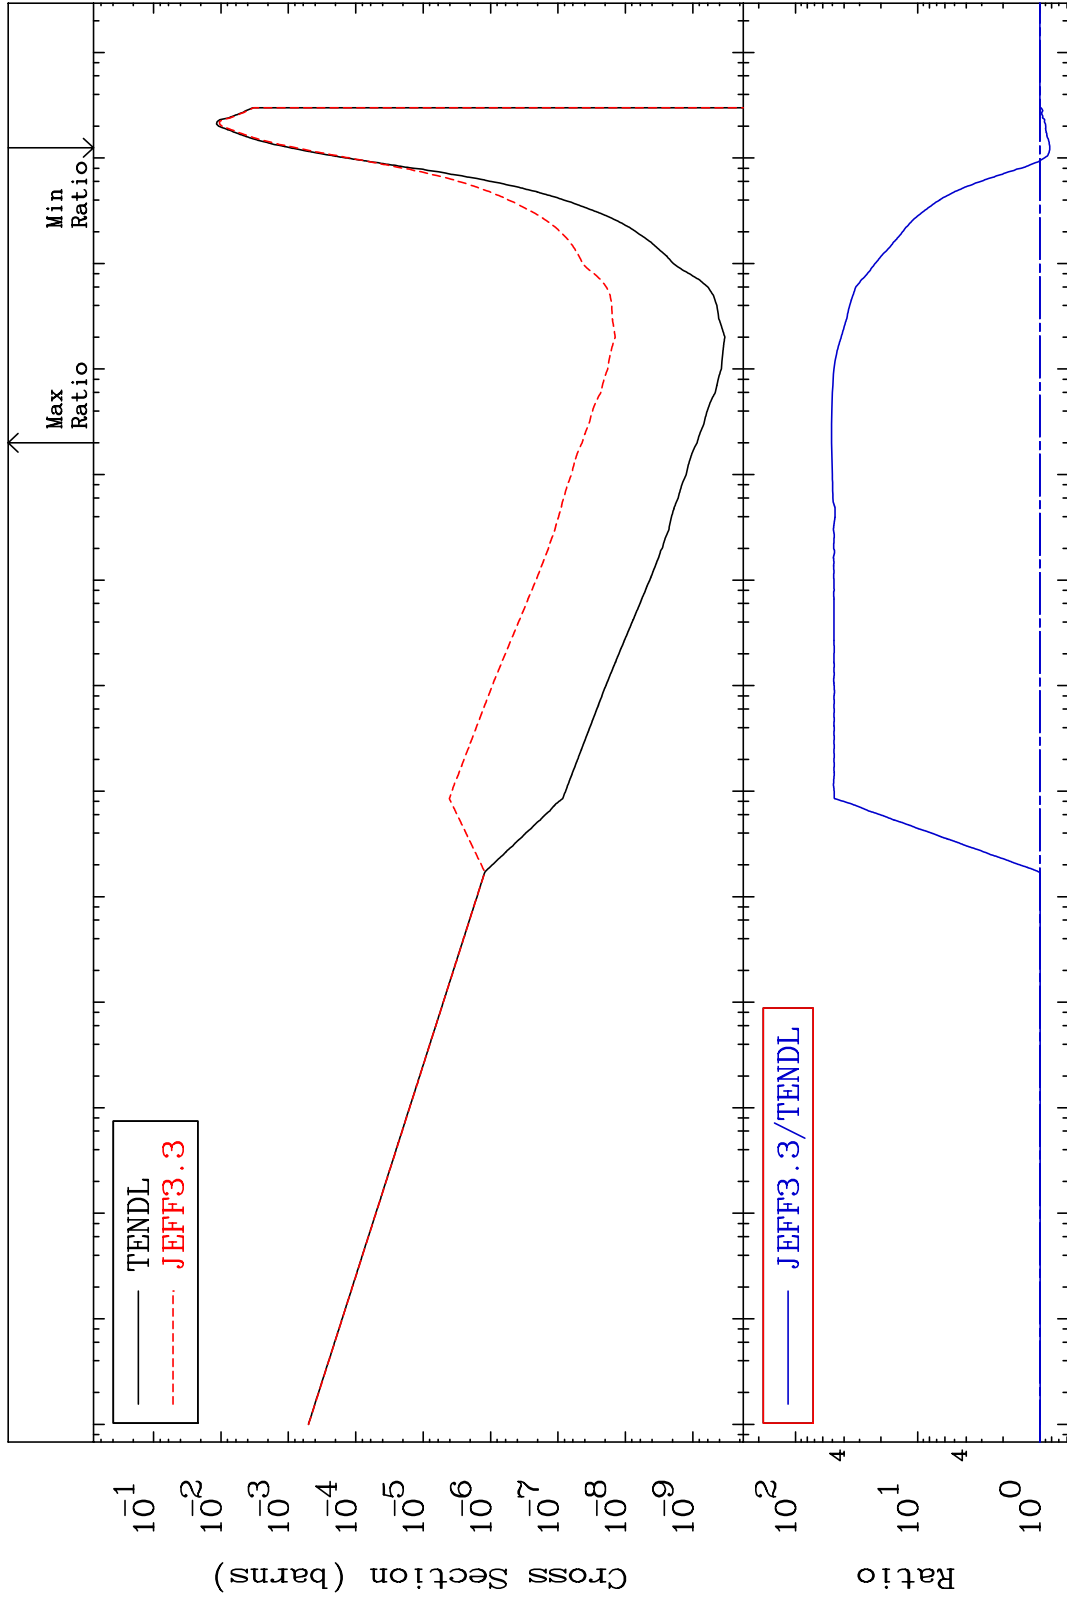 Max
Ratio
Min
Ratio
Cross Section (barns)
10^-1
10^-2
10^-3
10^-4
10^-5
10^-6
10^-7
10^-8
10^-9
TENDL
JEFF3.3
Ratio
10^2
4
10^1
4
10^0
JEFF3.3/TENDL